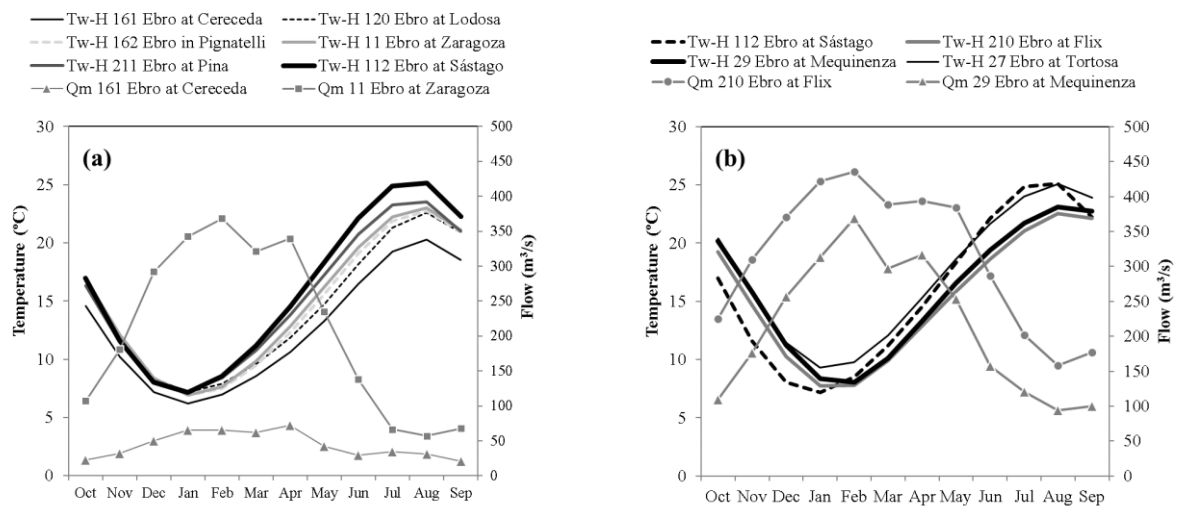 Tw-H 161 Ebro at Cereceda Tw-H 120 Ebro at Lodosa
Tw-H 162 Ebro in Pignatelli Tw-H 11 Ebro at Zaragoza
Tw-H 211 Ebro at Pina Tw-H 112 Ebro at Sástago
Qm 161 Ebro at Cereceda Qm 11 Ebro at Zaragoza
(a)
Temperature (ºC)
30
25
20
15
10
5
0
Flow (m³/s)
500
450
400
350
300
250
200
150
100
50
0
Oct Nov Dec Jan Feb Mar Apr May Jun Jul Aug Sep
Tw-H 112 Ebro at Sástago Tw-H 210 Ebro at Flix
Tw-H 29 Ebro at Mequinenza Tw-H 27 Ebro at Tortosa
Qm 210 Ebro at Flix Qm 29 Ebro at Mequinenza
(b)
Temperature (ºC)
30
25
20
15
10
5
0
Flow (m³/s)
500
450
400
350
300
250
200
150
100
50
0
Oct Nov Dec Jan Feb Mar Apr May Jun Jul Aug Sep